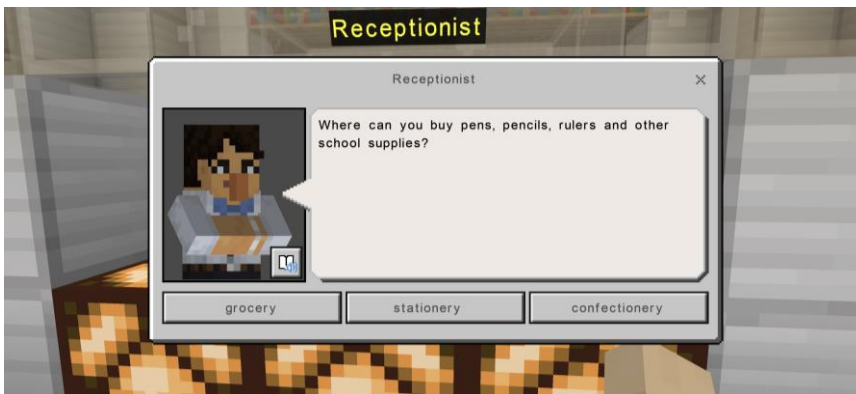 Receptionist
Receptionist
Where can you buy pens, pencils, rulers and other
school supplies?
grocery
stationery
confectionery